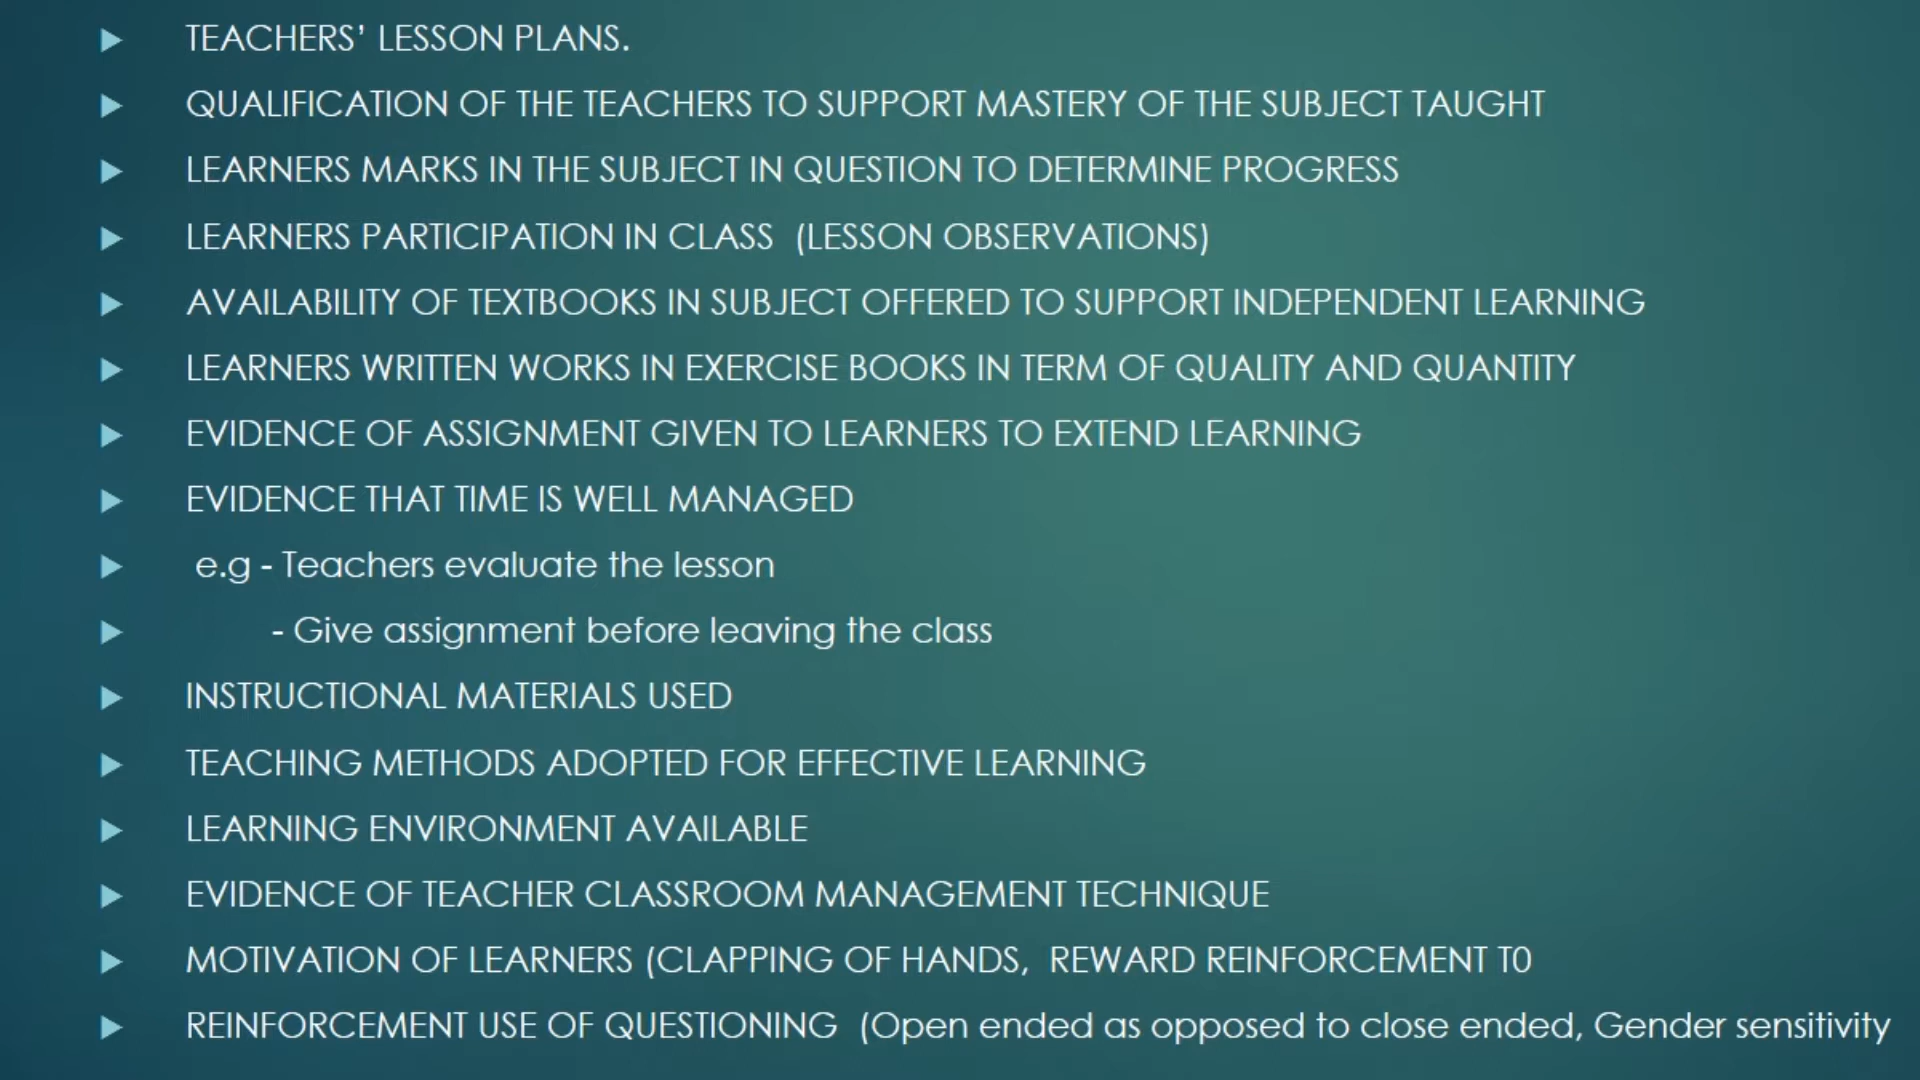 TEACHERS’ LESSON PLANS.
QUALIFICATION OF THE TEACHERS TO SUPPORT MASTERY OF THE SUBJECT TAUGHT
LEARNERS MARKS IN THE SUBJECT IN QUESTION TO DETERMINE PROGRESS
LEARNERS PARTICIPATION IN CLASS  (LESSON OBSERVATIONS)
AVAILABILITY OF TEXTBOOKS IN SUBJECT OFFERED TO SUPPORT INDEPENDENT LEARNING
LEARNERS WRITTEN WORKS IN EXERCISE BOOKS IN TERM OF QUALITY AND QUANTITY
EVIDENCE OF ASSIGNMENT GIVEN TO LEARNERS TO EXTEND LEARNING
EVIDENCE THAT TIME IS WELL MANAGED
e.g - Teachers evaluate the lesson
- Give assignment before leaving the class
INSTRUCTIONAL MATERIALS USED
TEACHING METHODS ADOPTED FOR EFFECTIVE LEARNING
LEARNING ENVIRONMENT AVAILABLE
EVIDENCE OF TEACHER CLASSROOM MANAGEMENT TECHNIQUE
MOTIVATION OF LEARNERS (CLAPPING OF HANDS,  REWARD REINFORCEMENT T0
REINFORCEMENT USE OF QUESTIONING  (Open ended as opposed to close ended, Gender sensitivity